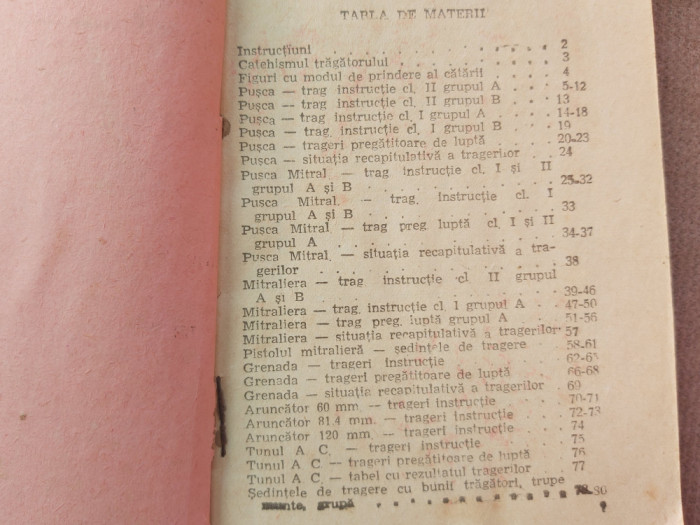 TABLA DE MATERII
Instrucțiuni . . . . . . . . . . . . 2
Catehismul trăgătorului . . . . . . . . 3
Figuri cu modul de prindere al cătării . . . . 4
Pușca — trag instrucție cl. II grupul A . . . 5-12
Pușca — trag instrucție cl. II grupul B . . . 13
Pușca — trag instrucție cl. I grupul A . . . 14-18
Pușca — trag. instrucție cl. I grupul B . . . 19
Pușca — trageri pregătitoare de luptă . . . . 20-23
Pușca — situația recapitulativă a tragerilor . . 24
Pușca Mitral — trag instrucție cl. I și II
grupul A și B . . . . . . . . . 25-32
Pușca Mitral. — trag. instrucție cl. I
grupul A și B . . . . . . . . . 33
Pușca Mitral — trag preg. luptă cl. I și II
grupul A . . . . . . . . . . 34-37
Pușca Mitral. — situația recapitulativă a tra-
gerilor . . . . . . . . . . . 38
Mitraliera — trag instrucție cl II grupul
A și B . . . . . . . . . . . 39-46
Mitraliera — trag. instrucție cl. I grupul A . . 47-50
Mitraliera — trag preg. luptă grupul A . . . 51-56
Mitraliera — situația recapitulativă a tragerilor 57
Pistolul mitralieră — ședințele de tragere . . 58-61
Grenada — trageri instrucție . . . . . . 62-65
Grenada — trageri pregătitoare de luptă . . . 66-68
Grenada — situația recapitulativă a tragerilor . 69
Aruncător 60 mm. — trageri instrucție . . . 70-71
Aruncător 81.4 mm. — trageri instrucție . . . 72-73
Aruncător 120 mm — trageri instrucție . . . 74
Tunul A C. — trageri instrucție . . . . . 75
Tunul A C — trageri pregătitoare de luptă . . 76
Tunul A C. — tabel cu rezultatul tragerilor . . 77
Ședințele de tragere cu bunii trăgători, trupe
grupă . . . . . . . . . . . 78-80